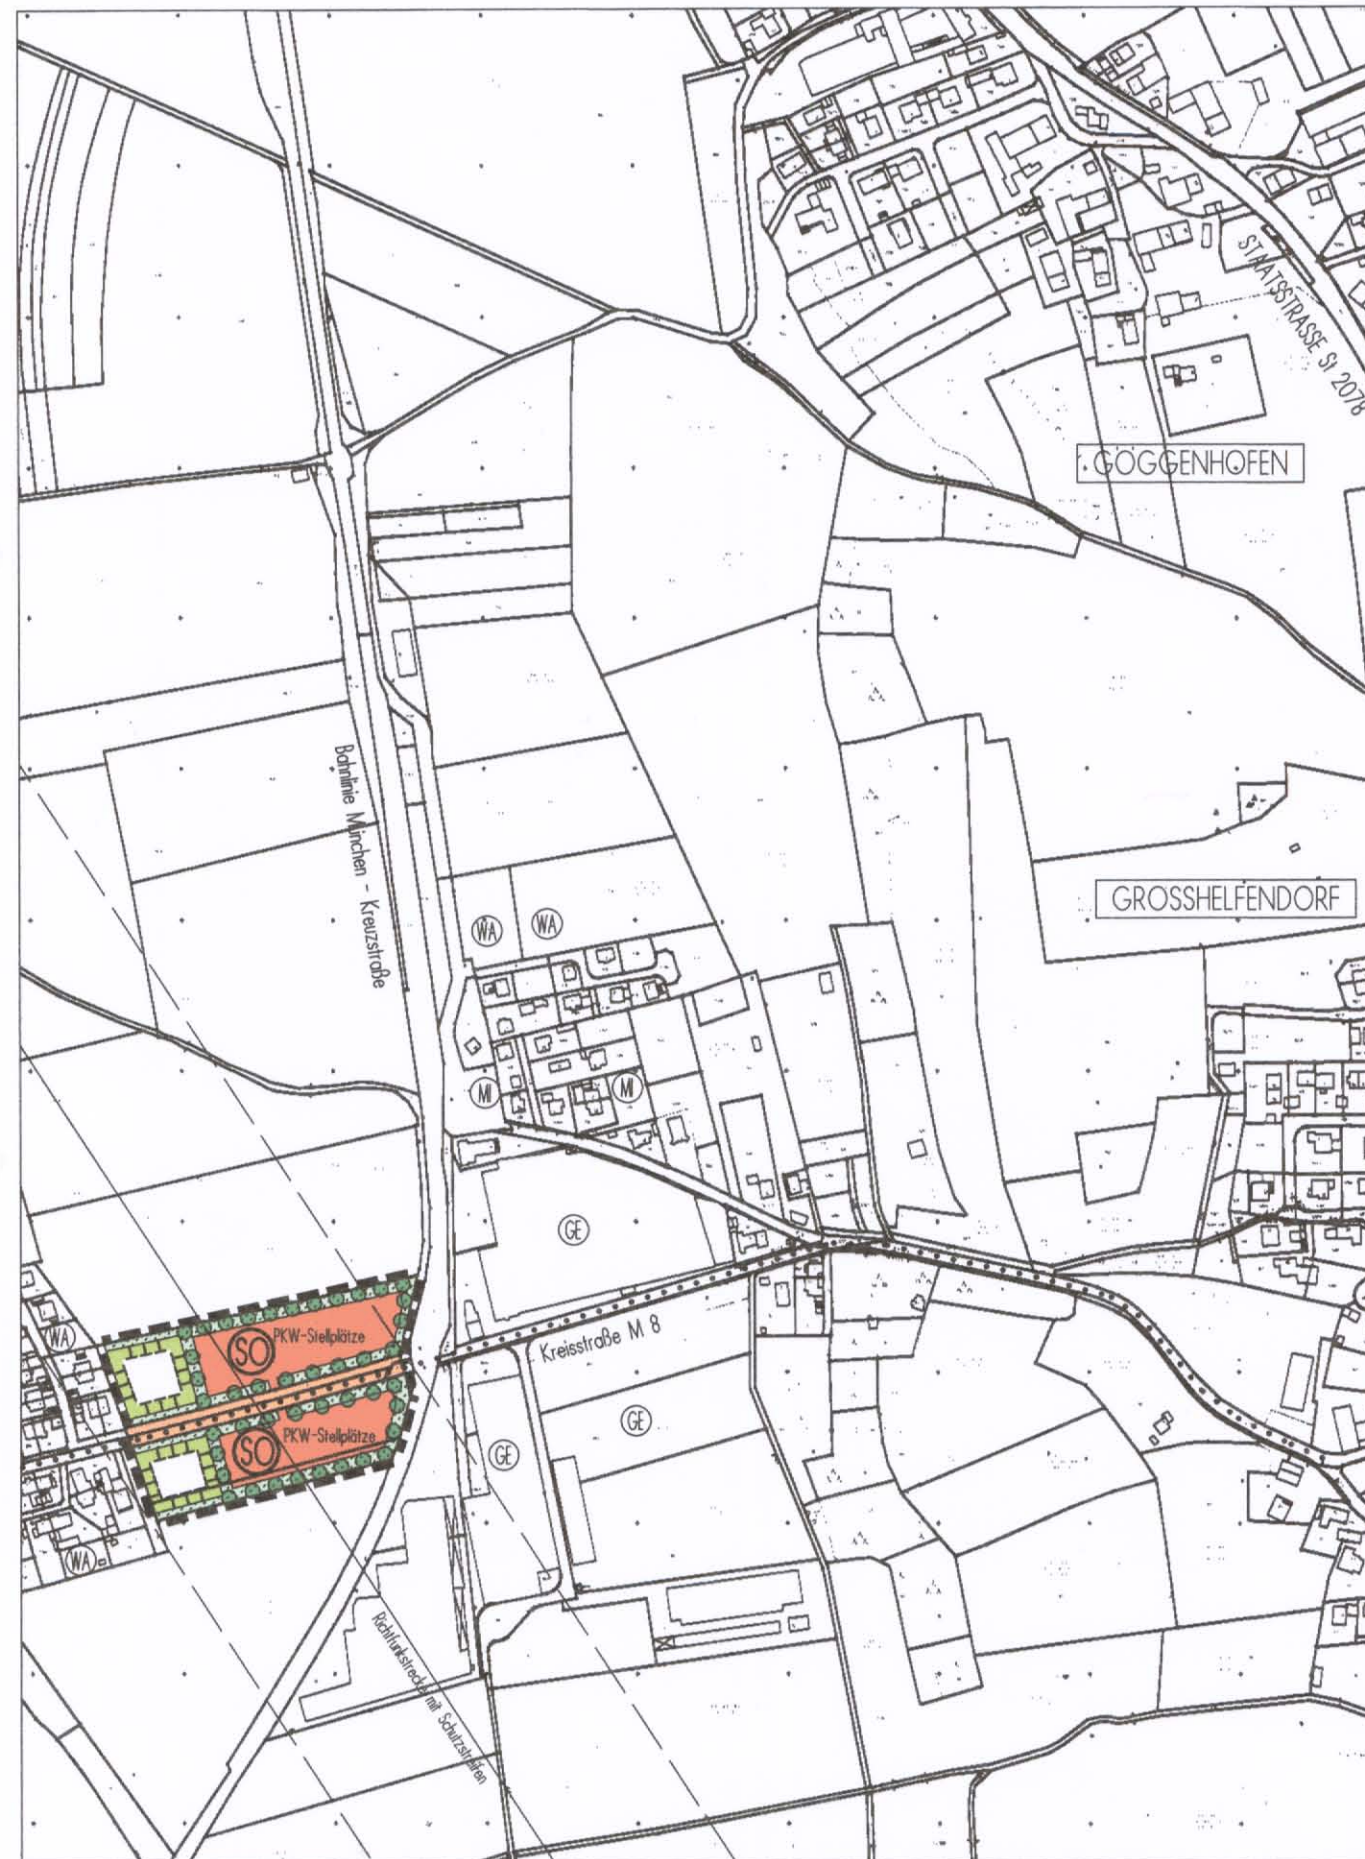 STAATSSTRASSE St 2078
GÖGGENHOFEN
Bahnlinie München - Kreuzstraße
GROSSHELFENDORF
WA
WA
MI
MI
GE
WA
SO PKW-Stellplätze
Kreisstraße M 8
GE
SO PKW-Stellplätze
GE
WA
Richtfunkstrecke mit Schutzstreifen